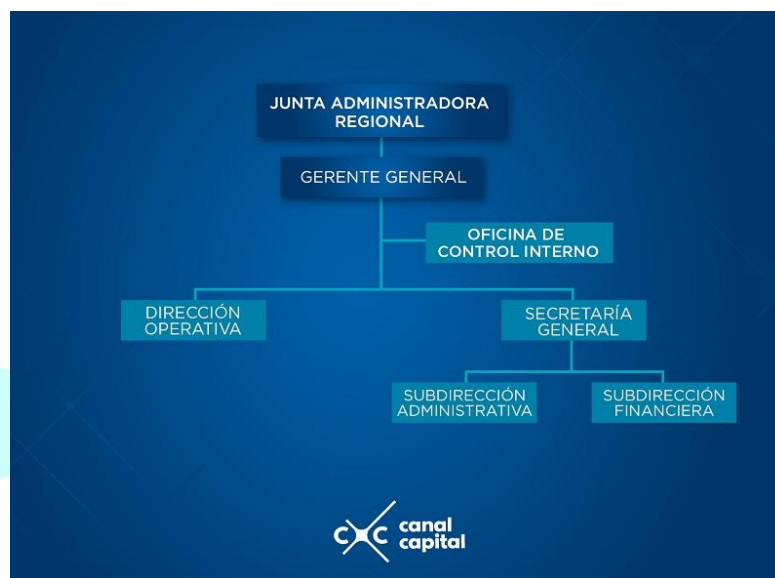 JUNTA ADMINISTRADORA
REGIONAL
GERENTE GENERAL
OFICINA DE
CONTROL INTERNO
DIRECCIÓN
OPERATIVA
SECRETARÍA
GENERAL
SUBDIRECCIÓN
ADMINISTRATIVA
SUBDIRECCIÓN
FINANCIERA
cxc canal
capital